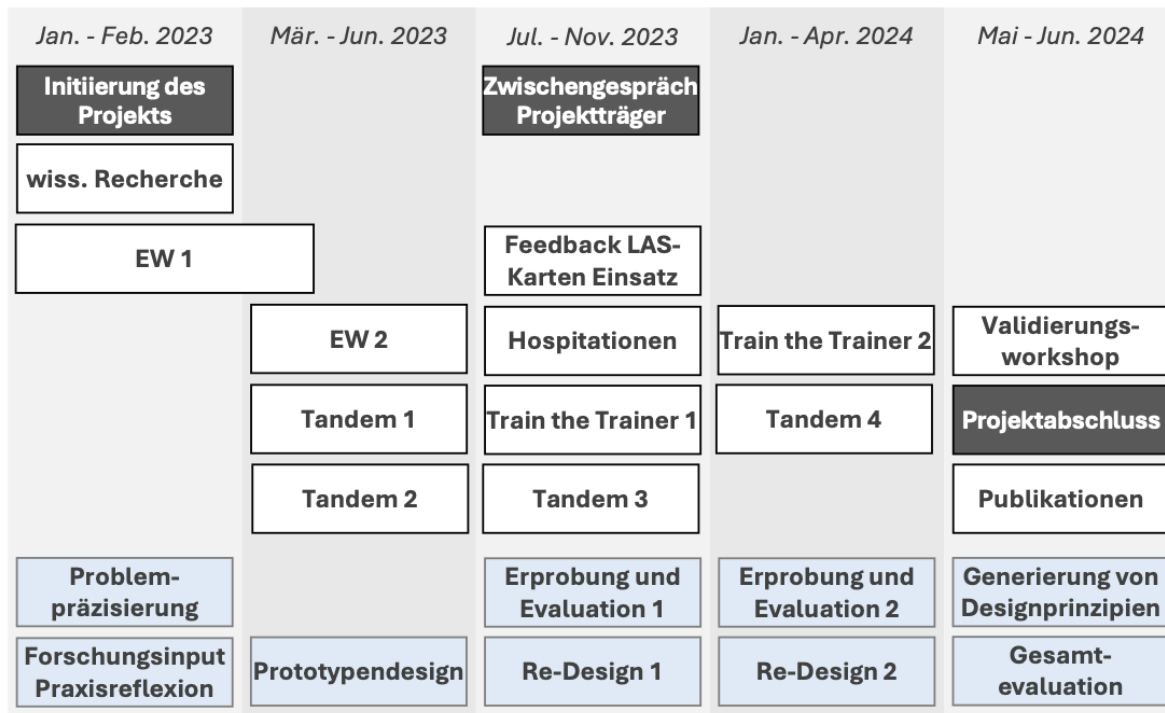 Jan. - Feb. 2023
Mär. - Jun. 2023
Jul. - Nov. 2023
Jan. - Apr. 2024
Mai - Jun. 2024
Initiierung des
Projekts
Zwischengespräch
Projektträger
wiss. Recherche
EW 1
Feedback LAS-
Karten Einsatz
EW 2
Hospitationen
Train the Trainer 2
Validierungs-
workshop
Tandem 1
Train the Trainer 1
Tandem 4
Projektabschluss
Tandem 2
Tandem 3
Publikationen
Problem-
präzisierung
Erprobung und
Evaluation 1
Erprobung und
Evaluation 2
Generierung von
Designprinzipien
Forschungsinput
Praxisreflexion
Prototypendesign
Re-Design 1
Re-Design 2
Gesamt-
evaluation